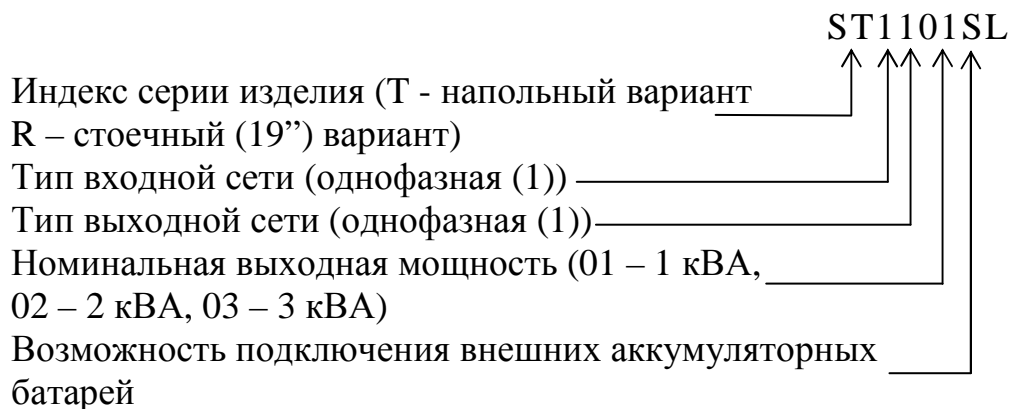 ST1101SL
Индекс серии изделия (Т - напольный вариант
R – стоечный (19”) вариант)
Тип входной сети (однофазная (1))
Тип выходной сети (однофазная (1))
Номинальная выходная мощность (01 – 1 кВА,
02 – 2 кВА, 03 – 3 кВА)
Возможность подключения внешних аккумуляторных
батарей